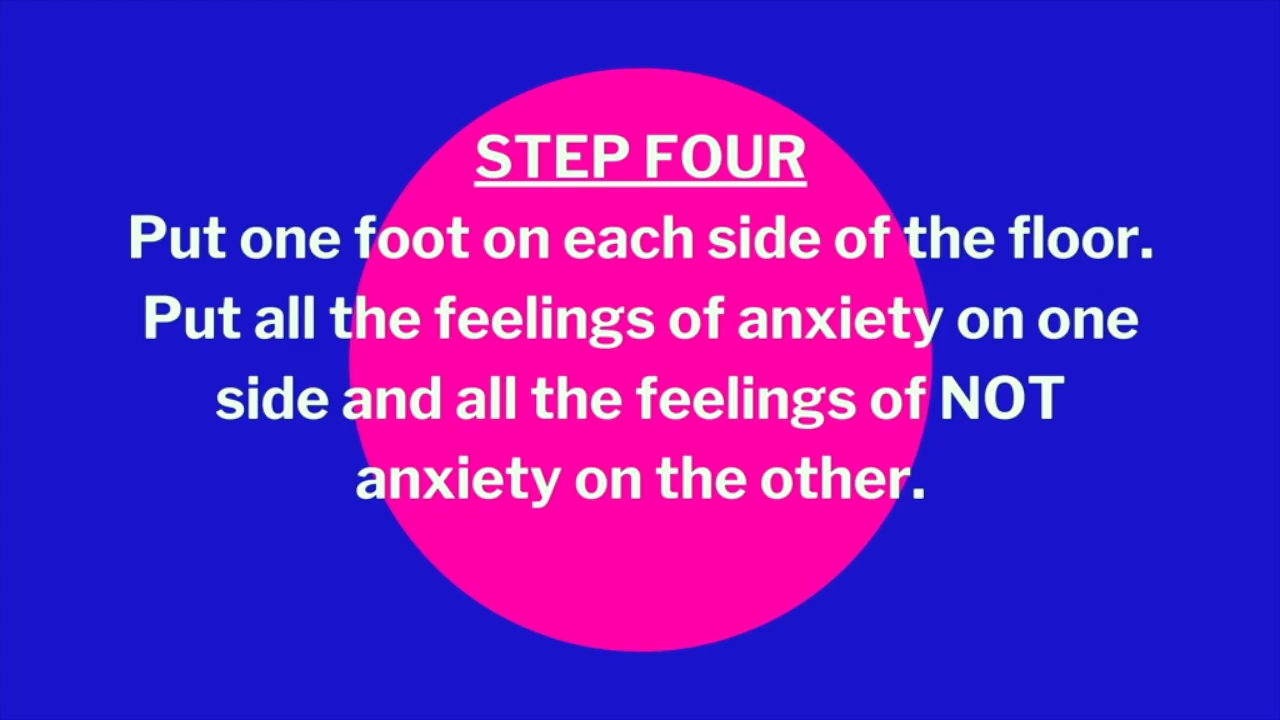 STEP FOUR
Put one foot on each side of the floor.
Put all the feelings of anxiety on one
side and all the feelings of NOT
anxiety on the other.